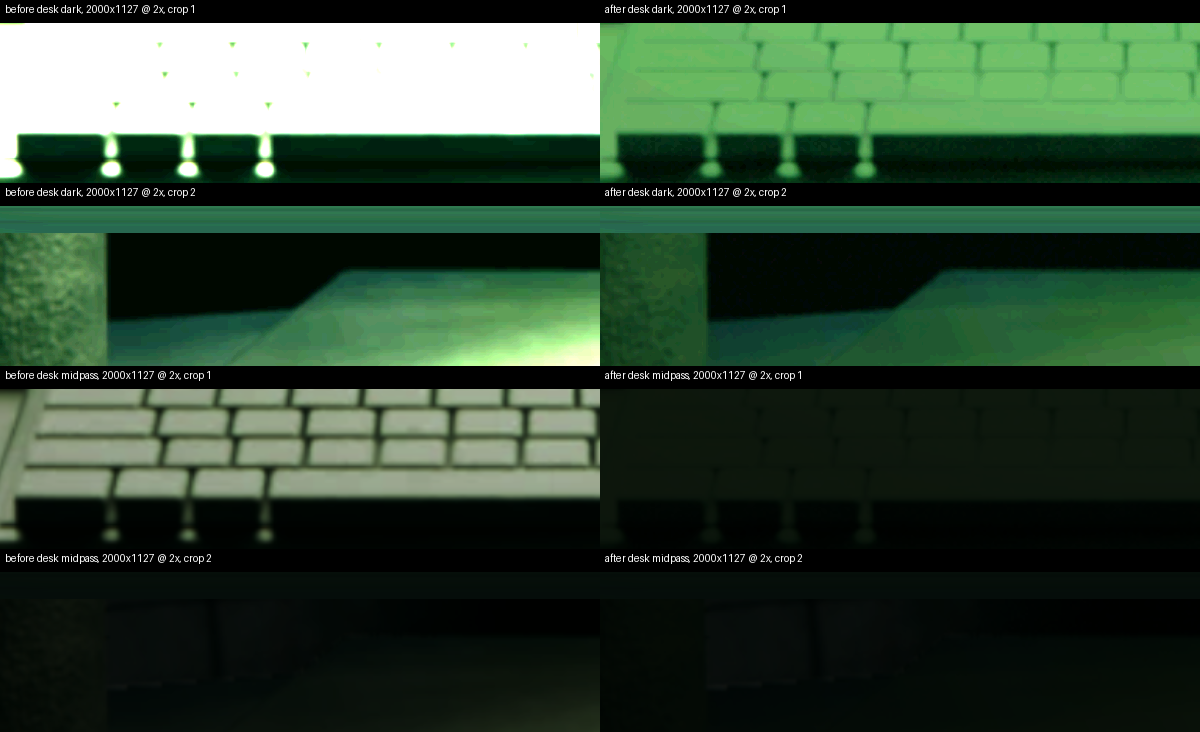 before desk dark, 2000x1127 @ 2x, crop 1
after desk dark, 2000x1127 @ 2x, crop 1
before desk dark, 2000x1127 @ 2x, crop 2
after desk dark, 2000x1127 @ 2x, crop 2
before desk midpass, 2000x1127 @ 2x, crop 1
after desk midpass, 2000x1127 @ 2x, crop 1
before desk midpass, 2000x1127 @ 2x, crop 2
after desk midpass, 2000x1127 @ 2x, crop 2